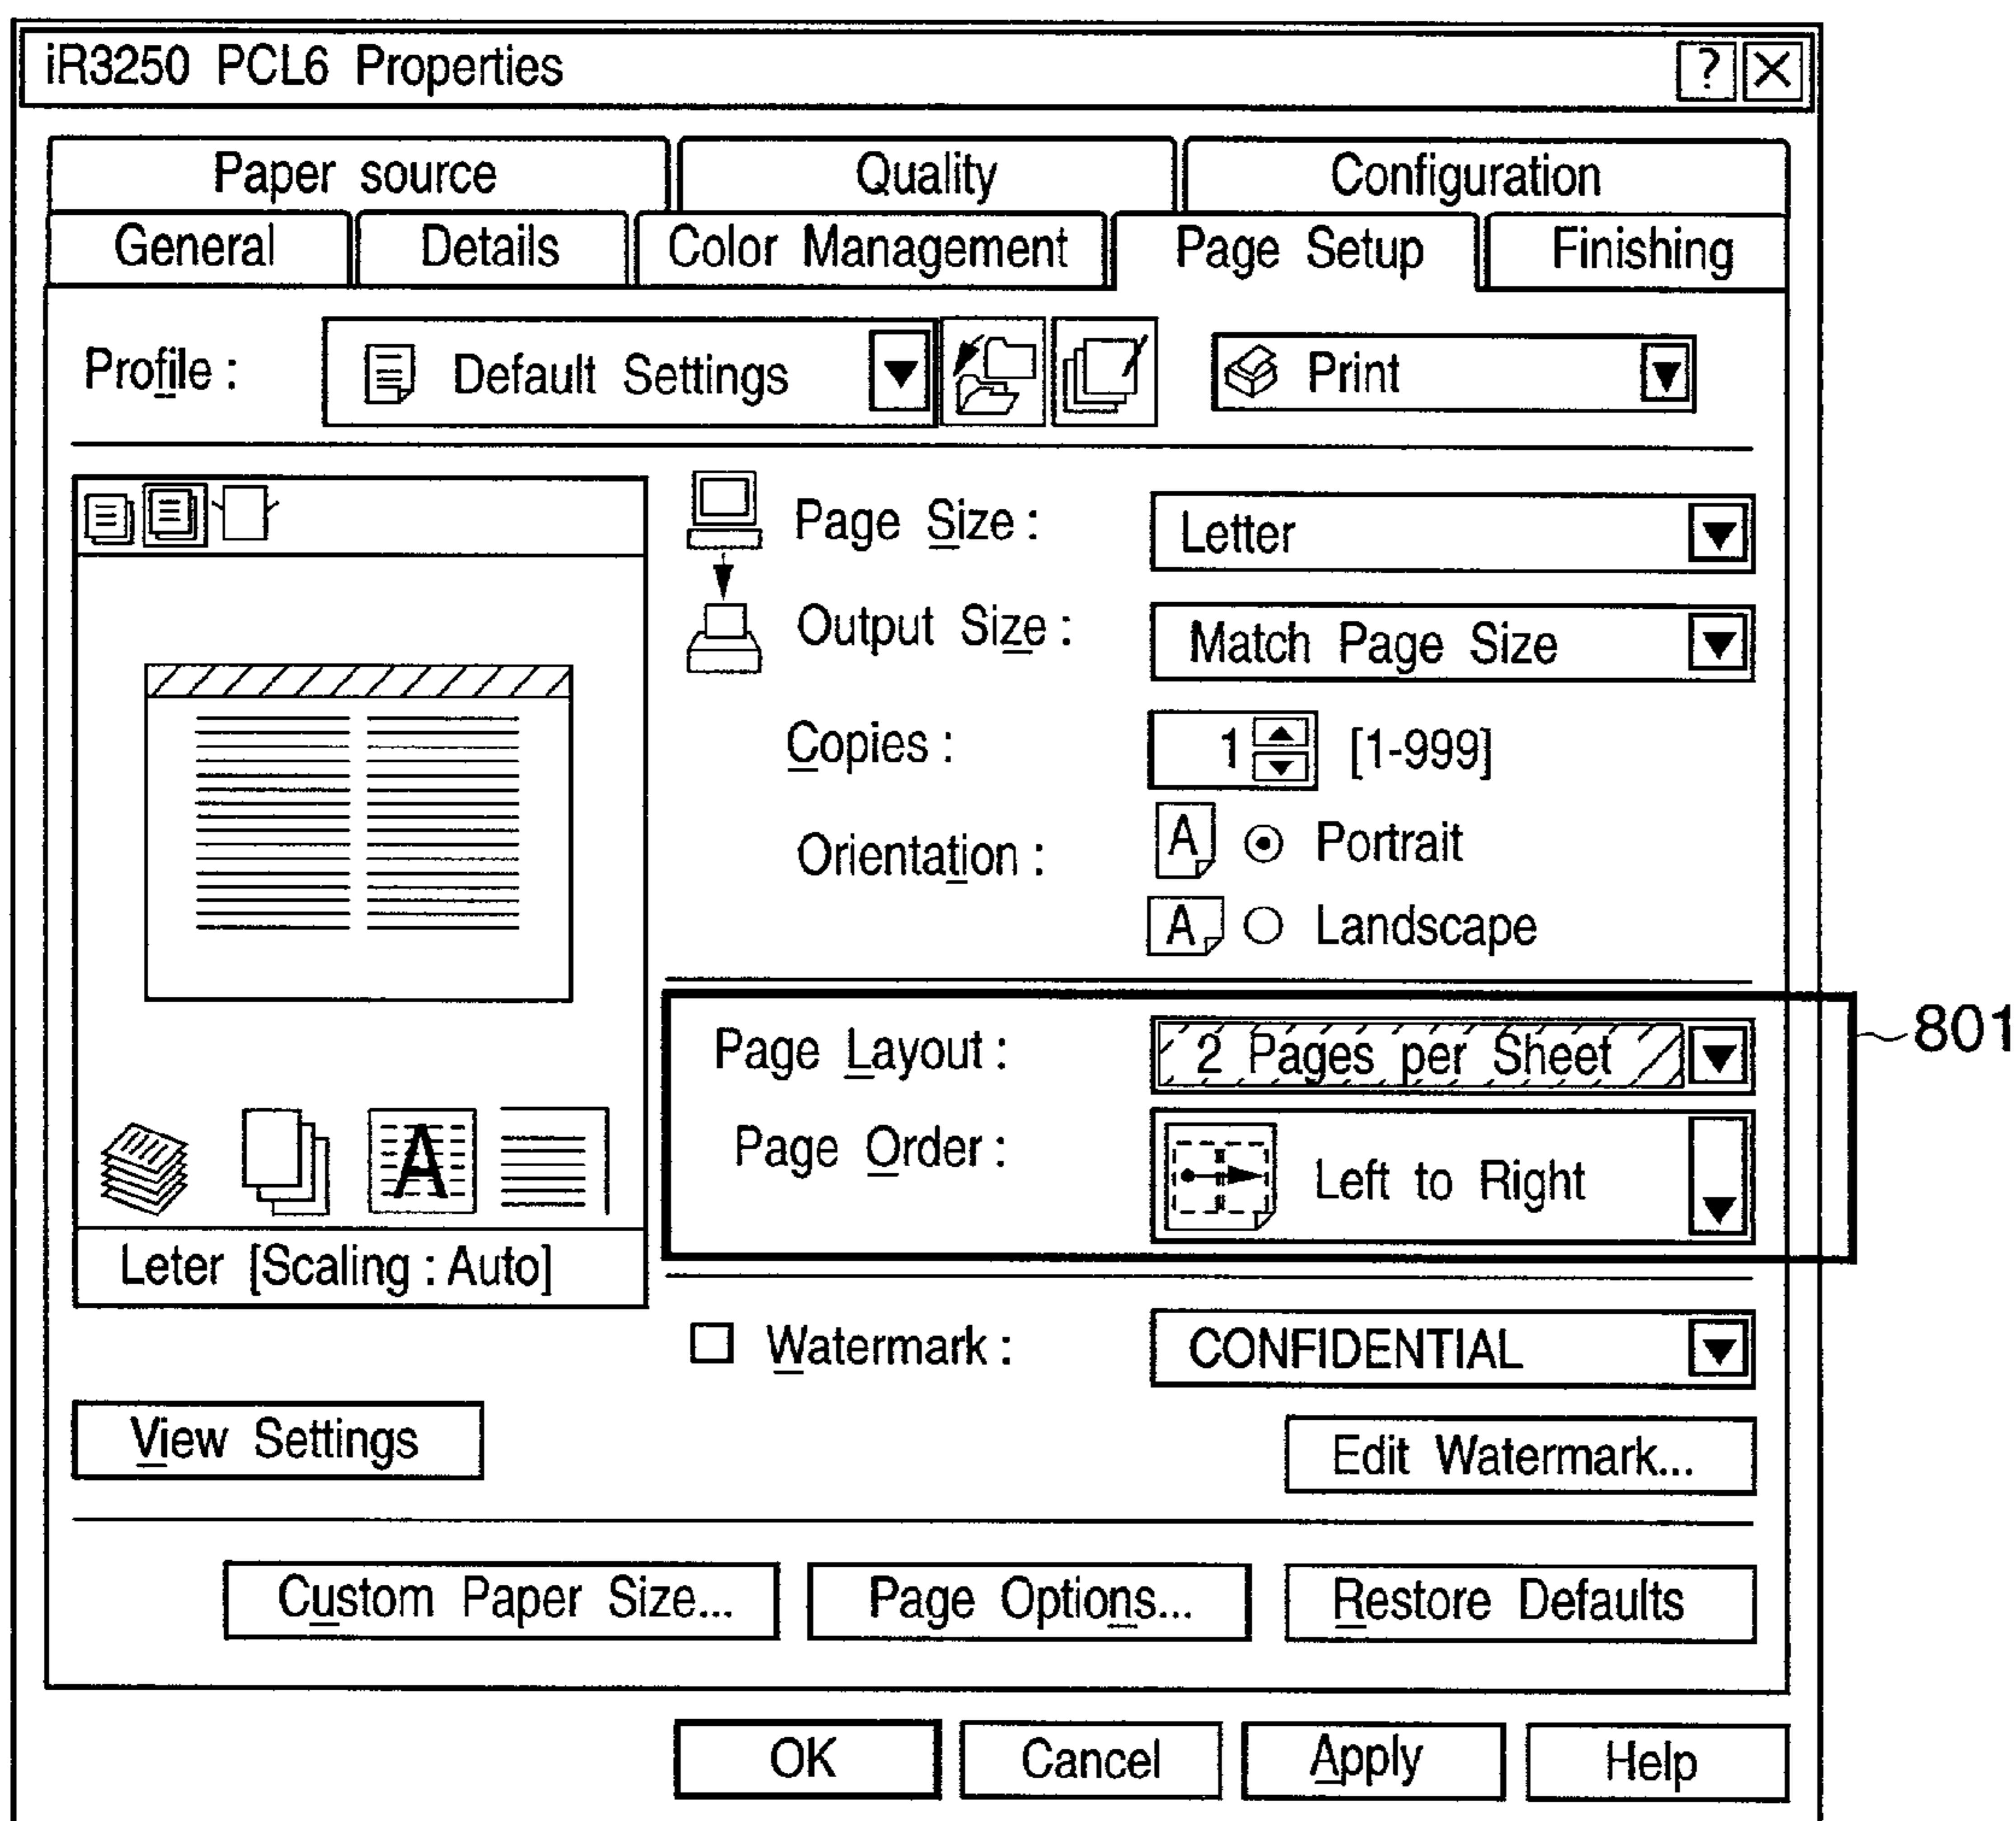 iR3250 PCL6 Properties ? X
Paper source Quality Configuration
General Details Color Management Page Setup Finishing
Profile : Default Settings Print
Page Size : Letter
Output Size : Match Page Size
Copies : 1 [1-999]
Orientation : A Portrait
A Landscape
Page Layout : 2 Pages per Sheet
801
Page Order : Left to Right
A
Leter [Scaling : Auto]
Watermark : CONFIDENTIAL
View Settings
Edit Watermark...
Custom Paper Size... Page Options... Restore Defaults
OK Cancel Apply Help